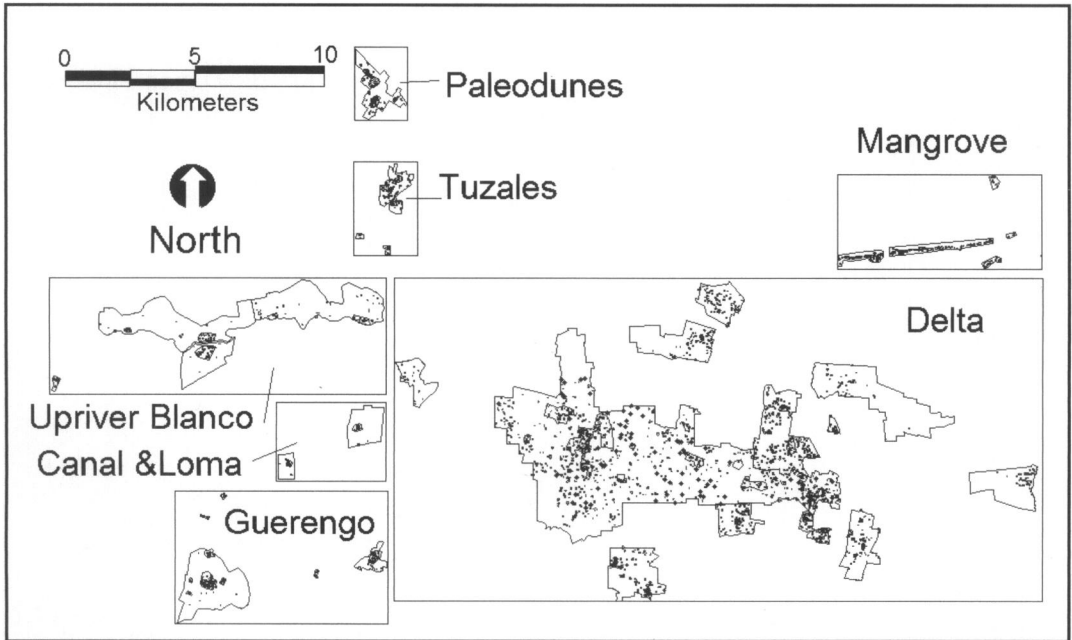 0 5 10
Kilometers
Paleodunes
Mangrove
Tuzales
North
Delta
Upriver Blanco
Canal &Loma
Guerengo